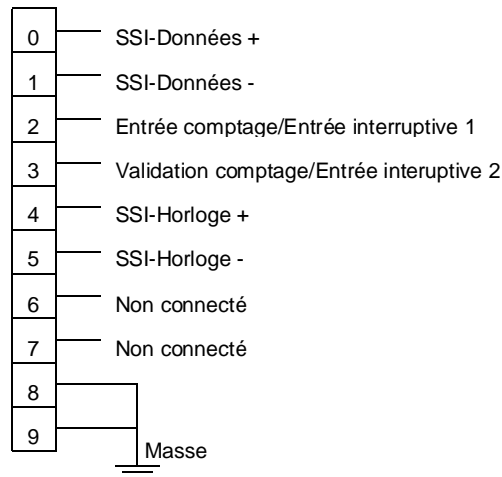 0 SSI-Données +
1 SSI-Données -
2 Entrée comptage/Entrée interruptive 1
3 Validation comptage/Entrée interuptive 2
4 SSI-Horloge +
5 SSI-Horloge -
6 Non connecté
7 Non connecté
8
9
Masse